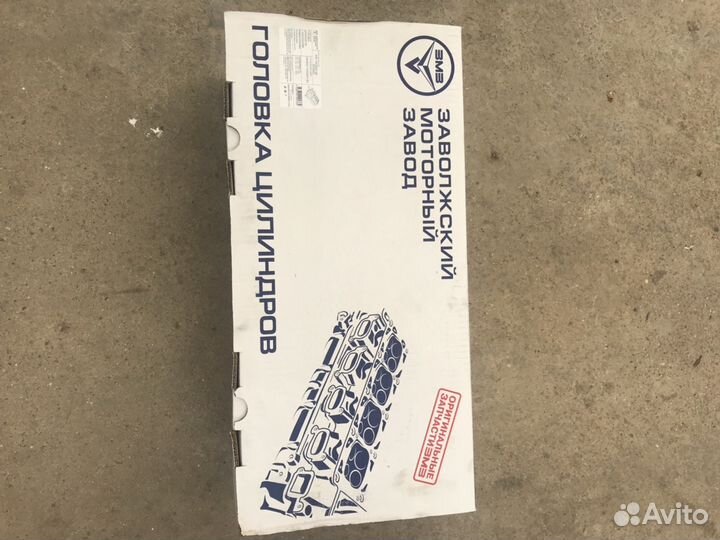 ЗМЗ
ЗАВОЛЖСКИЙ
МОТОРНЫЙ
ЗАВОД
ГОЛОВКА ЦИЛИНДРОВ
ОРИГИНАЛЬНЫЕ
ЗАПЧАСТИ ЗМЗ
Avito